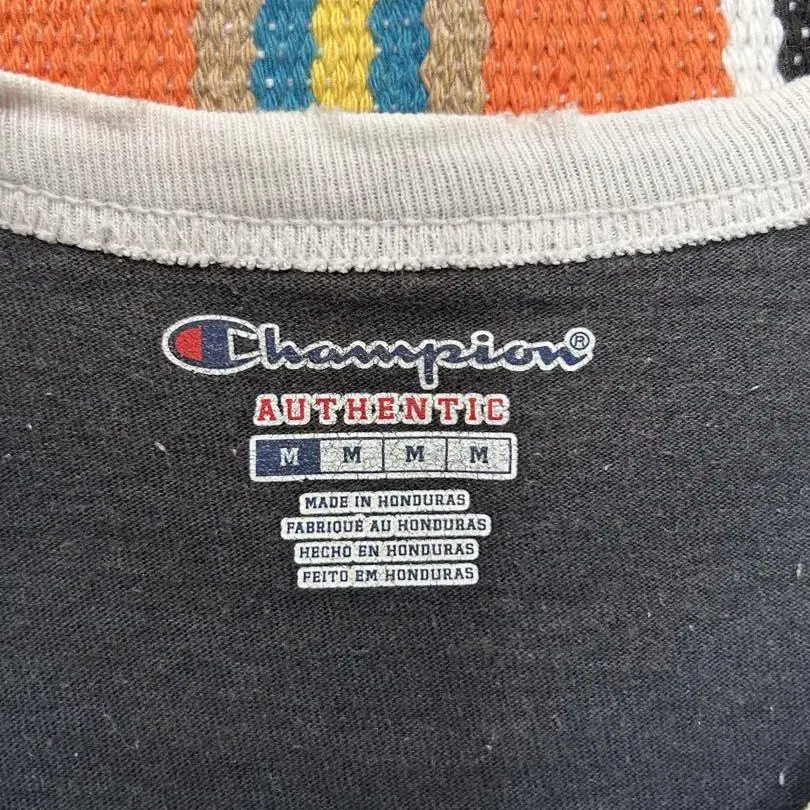 Champion®
AUTHENTIC
M M M M
MADE IN HONDURAS
FABRIQUÉ AU HONDURAS
HECHO EN HONDURAS
FEITO EM HONDURAS